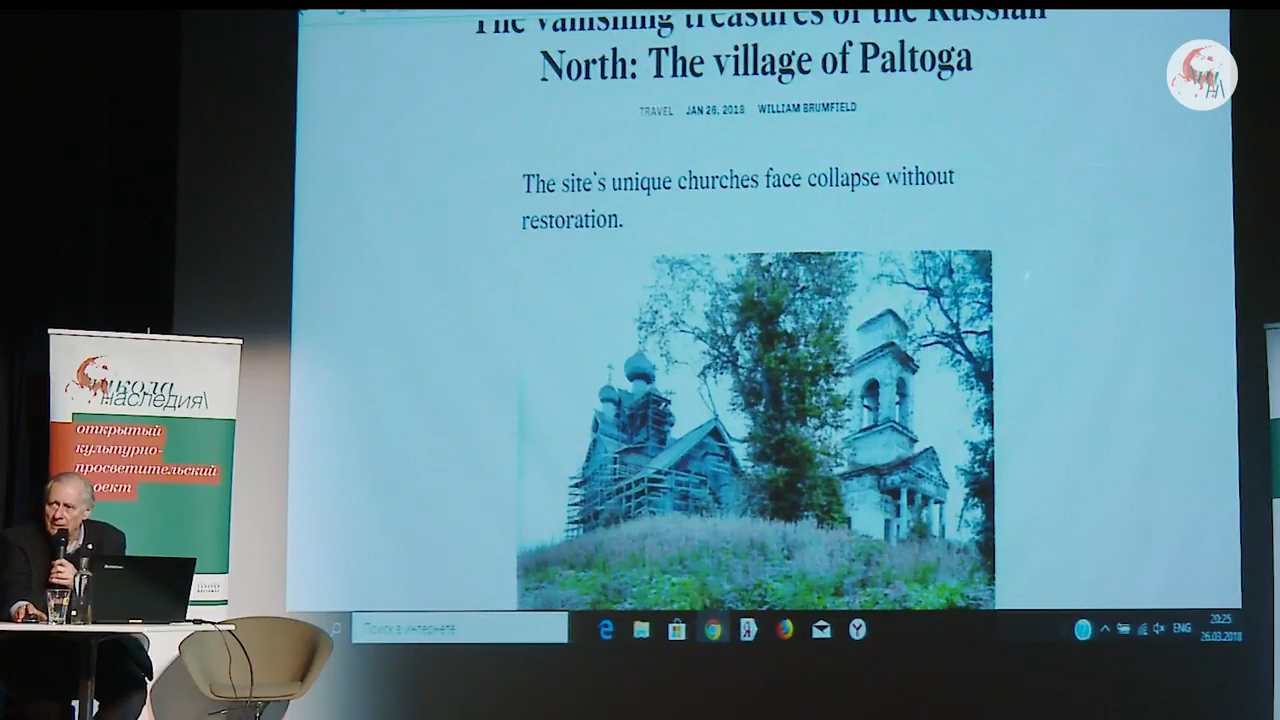 The vanishing treasures of the Russian
North: The village of Paltoga
TRAVEL JAN 26, 2018 WILLIAM BRUMFIELD
The site's unique churches face collapse without
restoration.
школа
наследия
открытый
культурно-
просветительский
проект
Поиск в интернете
ENG
20:25
26.03.2018